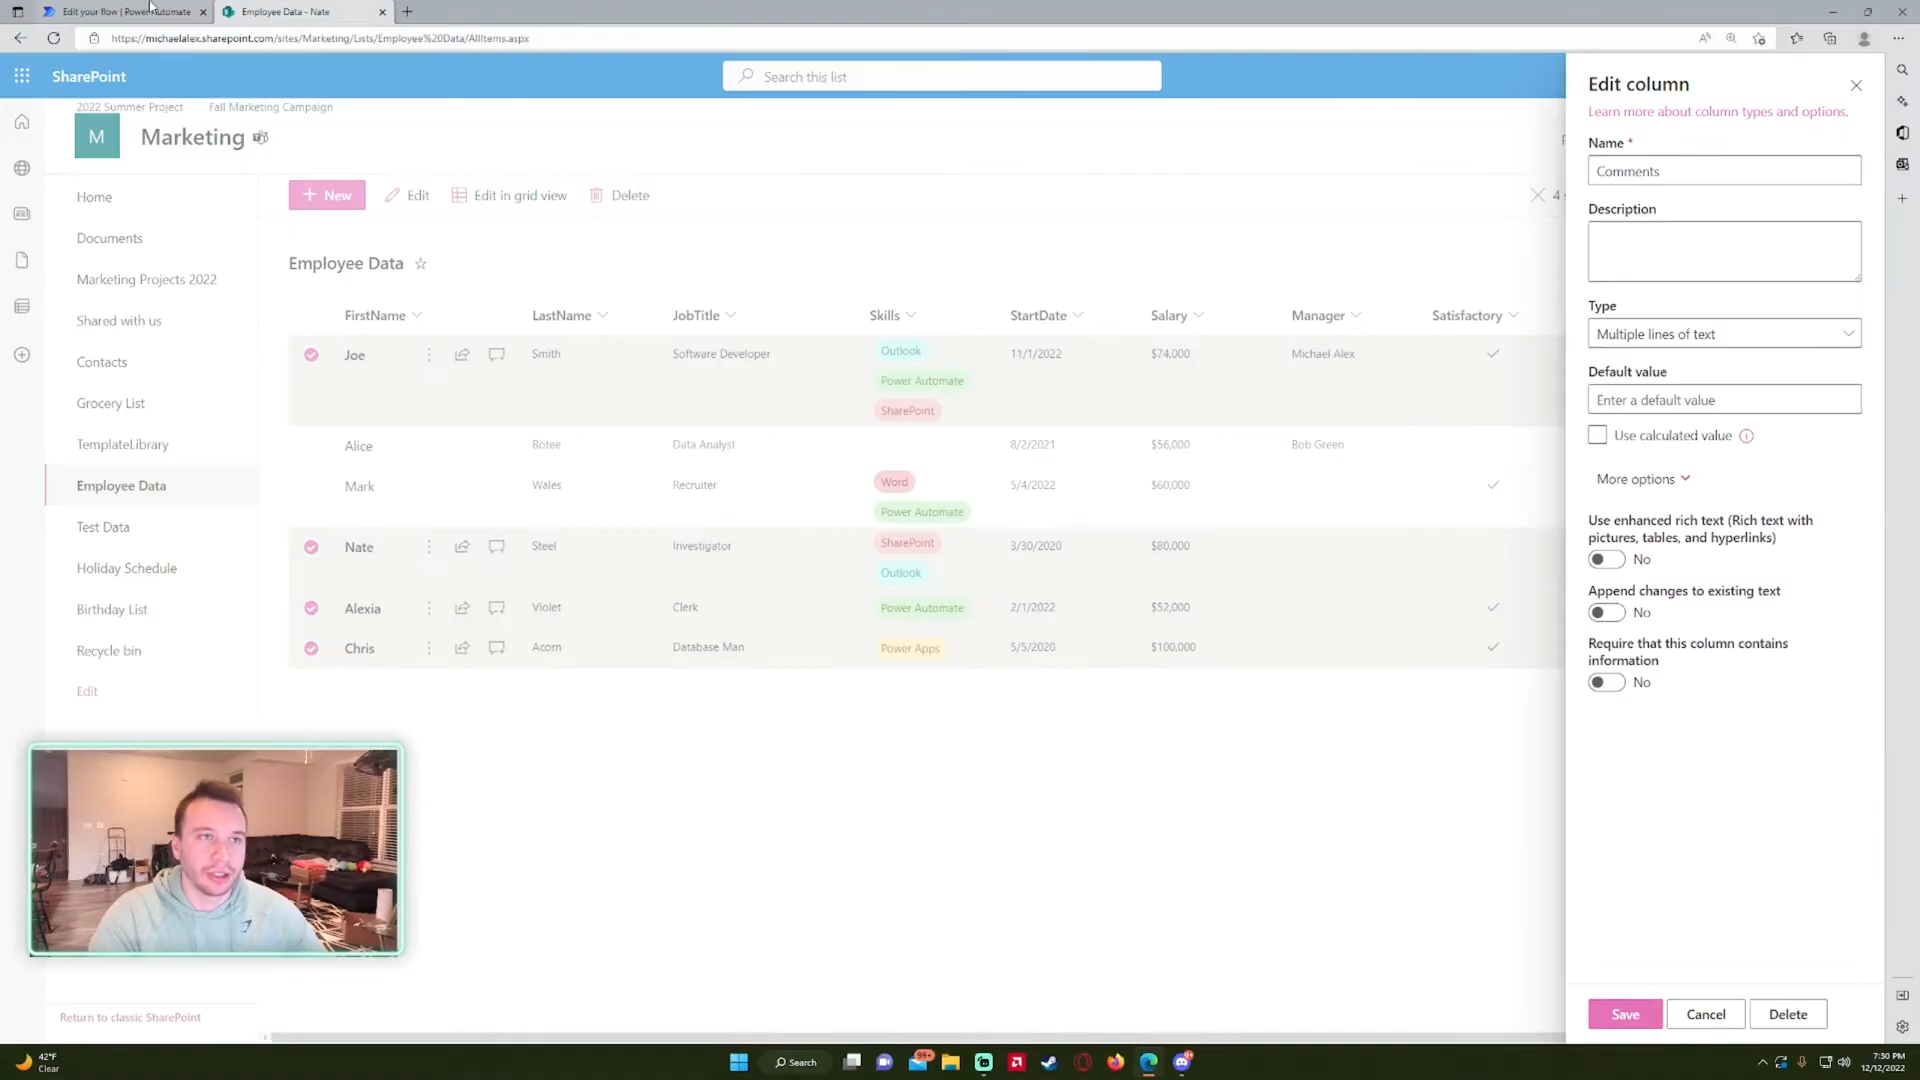 Edit your flow | Power Automate
Employee Data - Nate
https://michaelalex.sharepoint.com/sites/Marketing/Lists/Employee%20Data/AllItems.aspx
SharePoint
Search this list
2022 Summer Project
Fall Marketing Campaign
M
Marketing
Home
Documents
Marketing Projects 2022
Shared with us
Contacts
Grocery List
TemplateLibrary
Employee Data
Test Data
Holiday Schedule
Birthday List
Recycle bin
Edit
Return to classic SharePoint
New
Edit
Edit in grid view
Delete
4
Employee Data
FirstName LastName JobTitle Skills StartDate Salary Manager Satisfactory
Joe Smith Software Developer Outlook 11/1/2022 $74,000 Michael Alex
Power Automate
SharePoint
Alice Botee Data Analyst 8/2/2021 $56,000 Bob Green
Mark Wales Recruiter Word 5/4/2022 $60,000
Power Automate
Nate Steel Investigator SharePoint 3/30/2020 $80,000
Outlook
Alexia Violet Clerk Power Automate 2/1/2022 $52,000
Chris Acorn Database Man Power Apps 5/5/2020 $100,000
Edit column
Learn more about column types and options.
Name *
Comments
Description
Type
Multiple lines of text
Default value
Enter a default value
Use calculated value
More options
Use enhanced rich text (Rich text with
pictures, tables, and hyperlinks)
No
Append changes to existing text
No
Require that this column contains
information
No
Save
Cancel
Delete
42°F
Clear
Search
99+
7:30 PM
12/12/2022